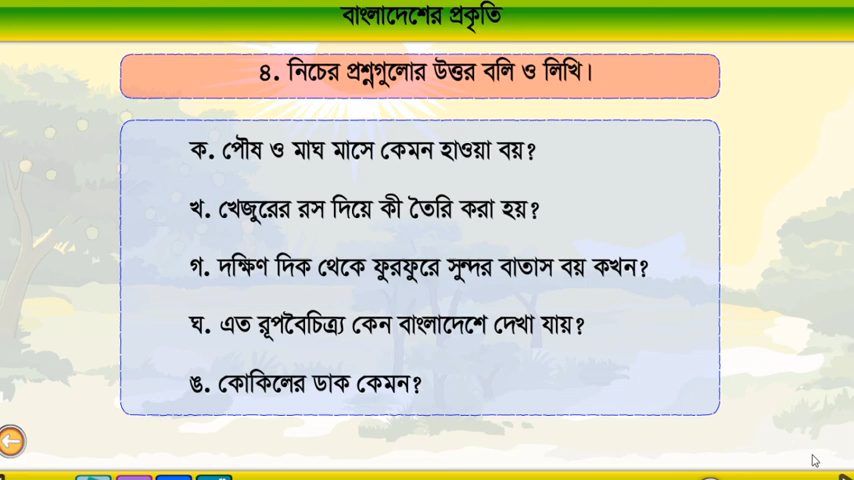 বাংলাদেশের প্রকৃতি
৪. নিচের প্রশ্নগুলোর উত্তর বলি ও লিখি।
ক. পৌষ ও মাঘ মাসে কেমন হাওয়া বয়?
খ. খেজুরের রস দিয়ে কী তৈরি করা হয়?
গ. দক্ষিণ দিক থেকে ফুরফুরে সুন্দর বাতাস বয় কখন?
ঘ. এত রূপবৈচিত্র্য কেন বাংলাদেশে দেখা যায়?
ঙ. কোকিলের ডাক কেমন?